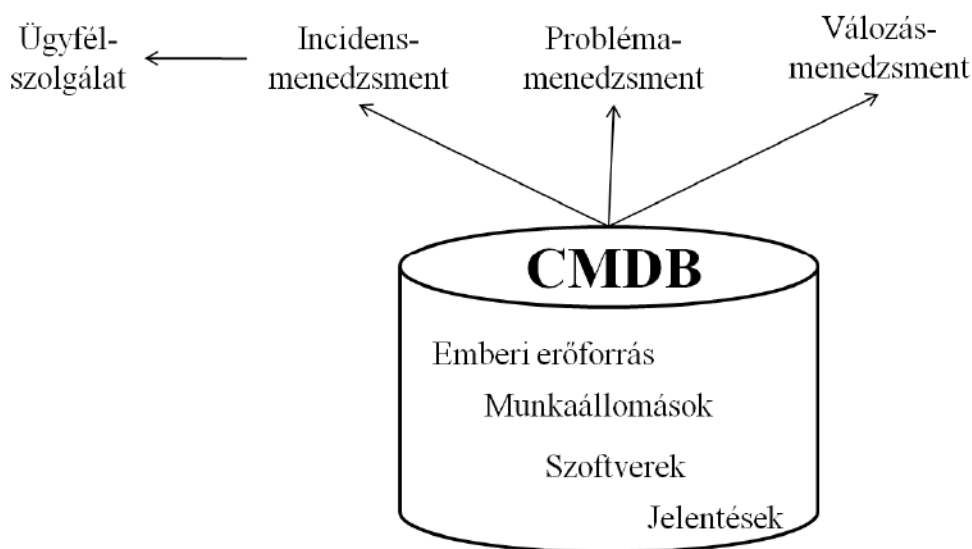 Ügyfél-
szolgálat
Incidens-
menedzsment
Probléma-
menedzsment
Válozás-
menedzsment
CMDB
Emberi erőforrás
Munkaállomások
Szoftverek
Jelentések